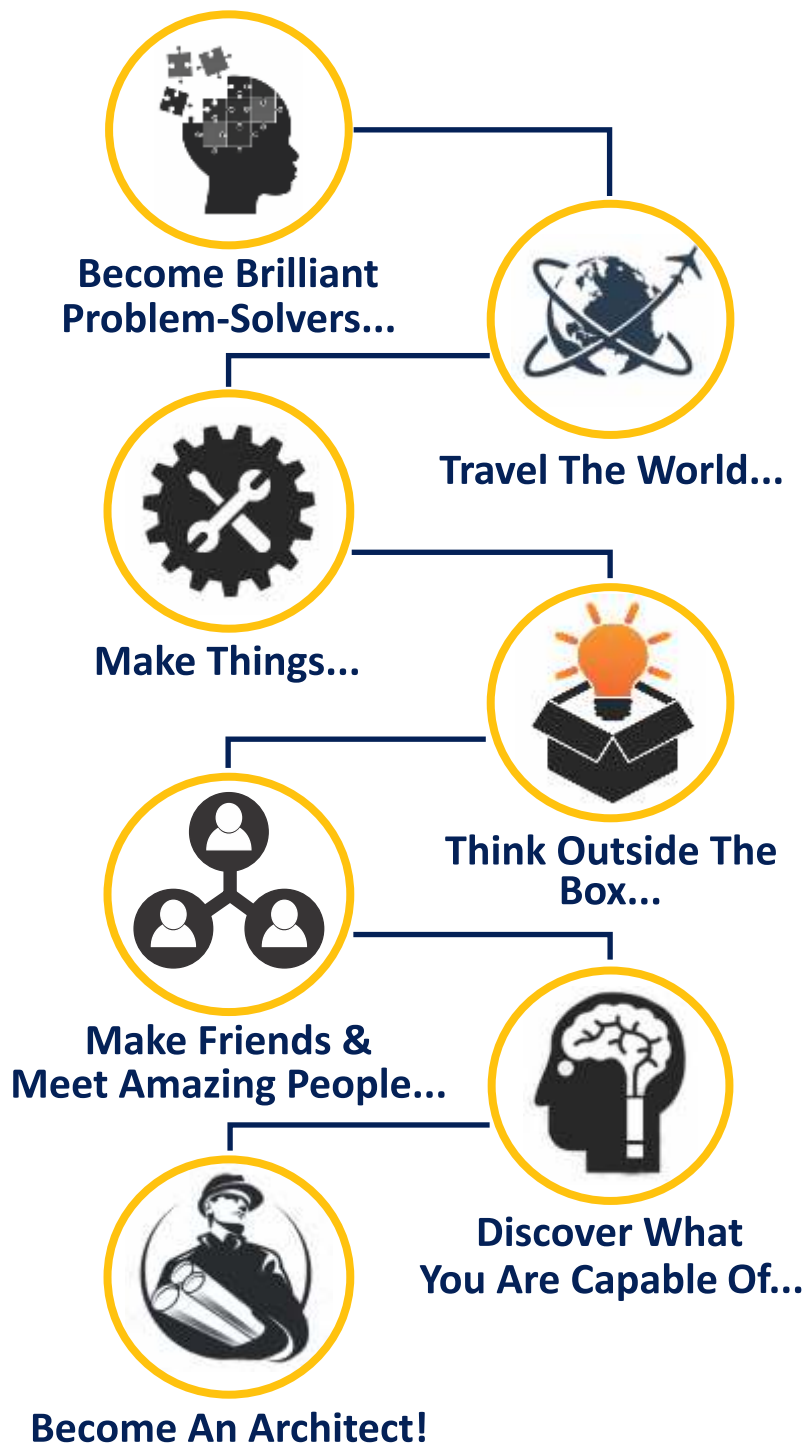 Become Brilliant
Problem-Solvers...
Travel The World...
Make Things...
Think Outside The
Box...
Make Friends &
Meet Amazing People...
Discover What
You Are Capable Of...
Become An Architect!